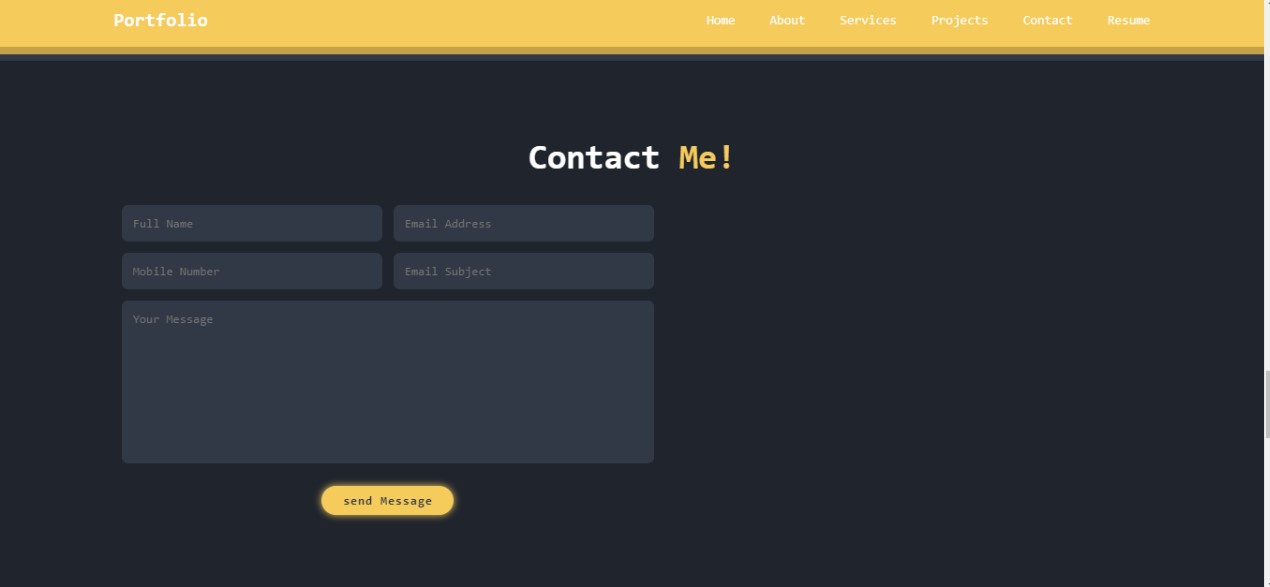 Portfolio Home About Services Projects Contact Resume
Contact Me!
Full Name Email Address
Mobile Number Email Subject
Your Message
send Message